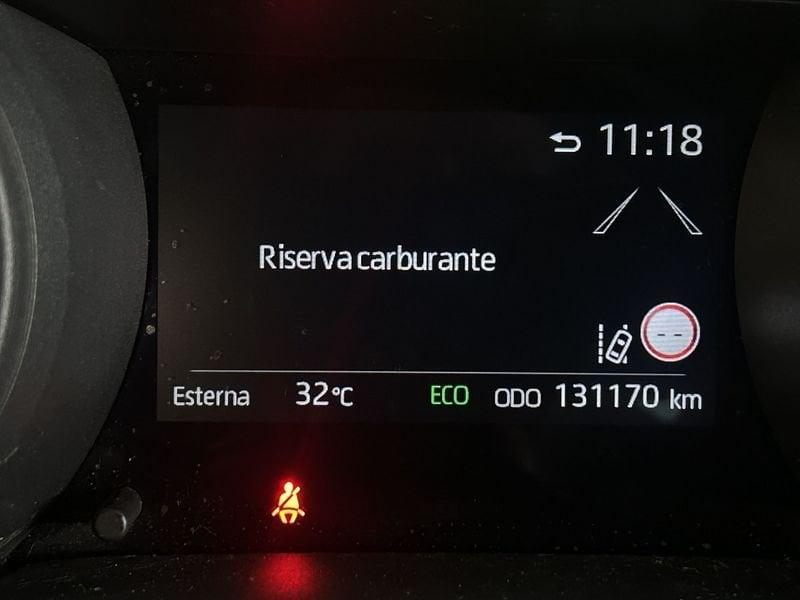 11:18
Riserva carburante
--
Esterna 32°C ECO ODO 131170 km